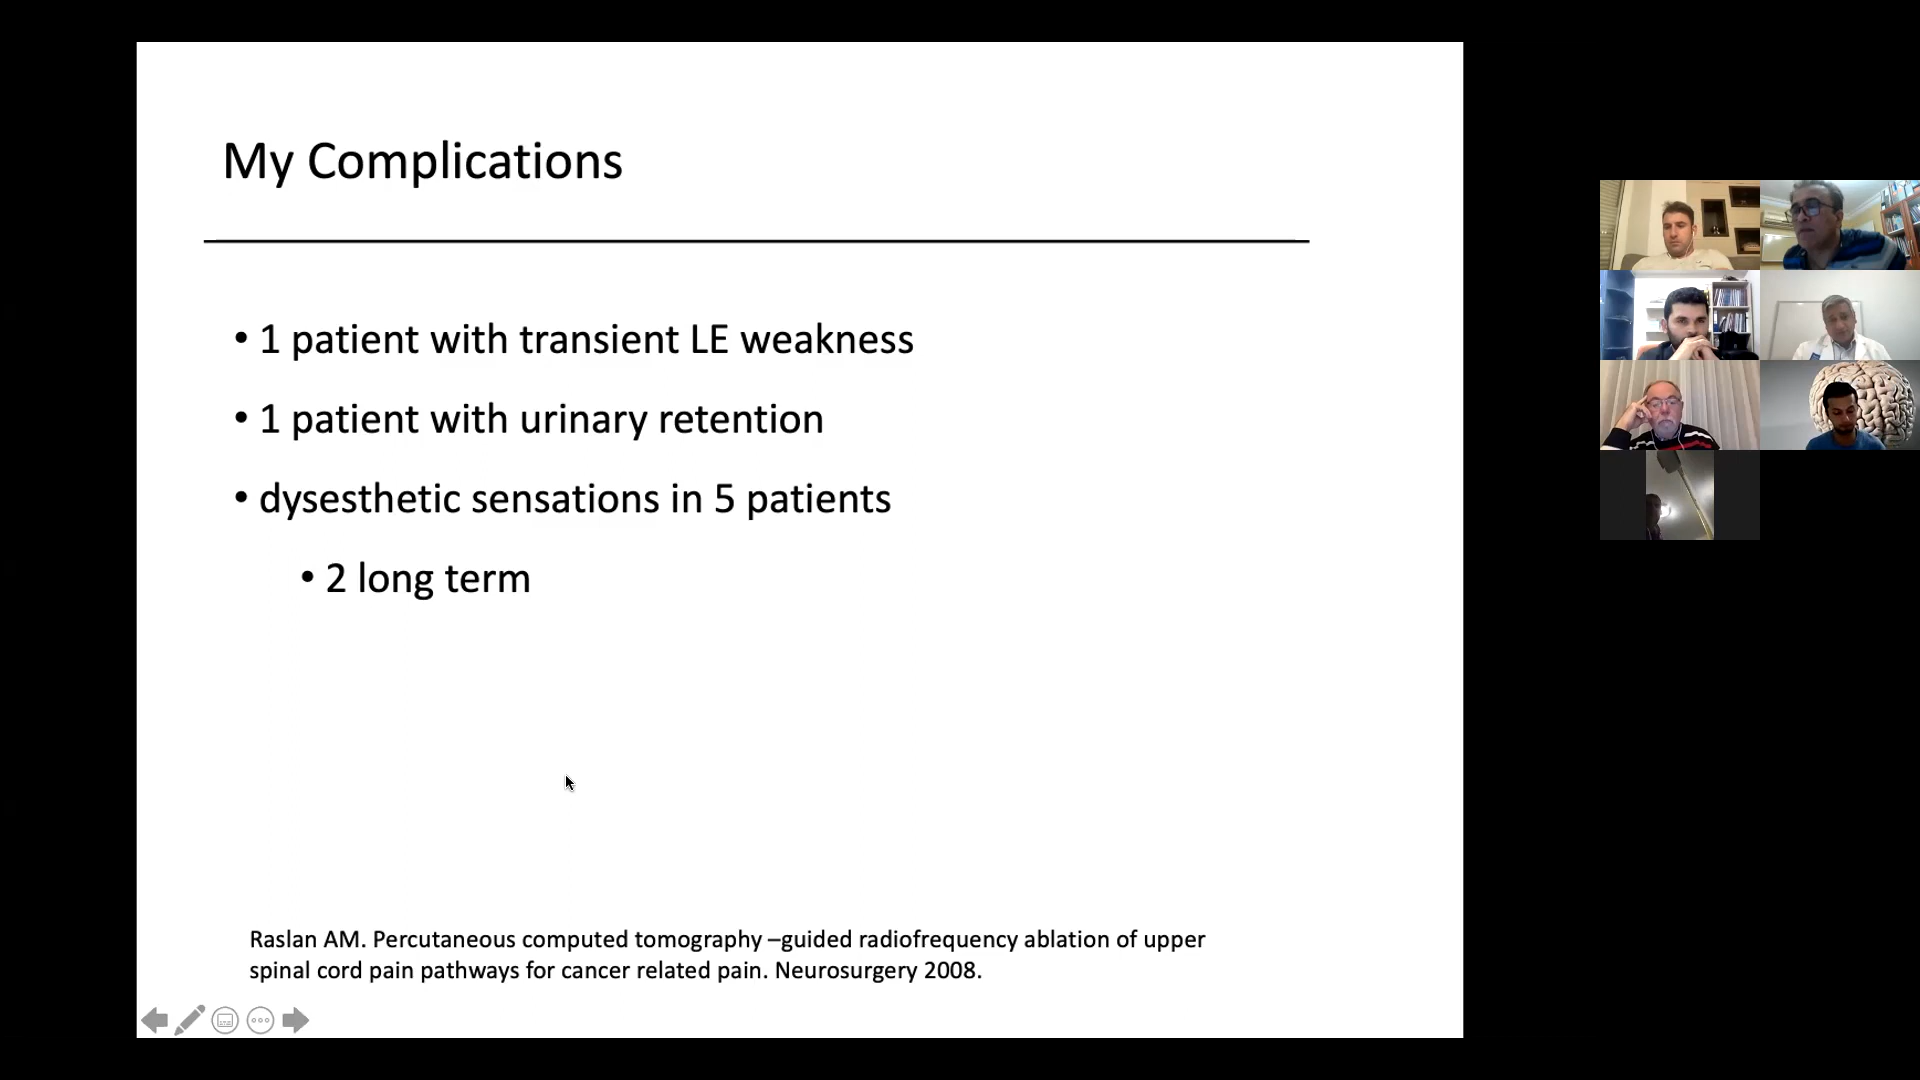 My Complications
• 1 patient with transient LE weakness
• 1 patient with urinary retention
• dysesthetic sensations in 5 patients
• 2 long term
Raslan AM. Percutaneous computed tomography –guided radiofrequency ablation of upper
spinal cord pain pathways for cancer related pain. Neurosurgery 2008.